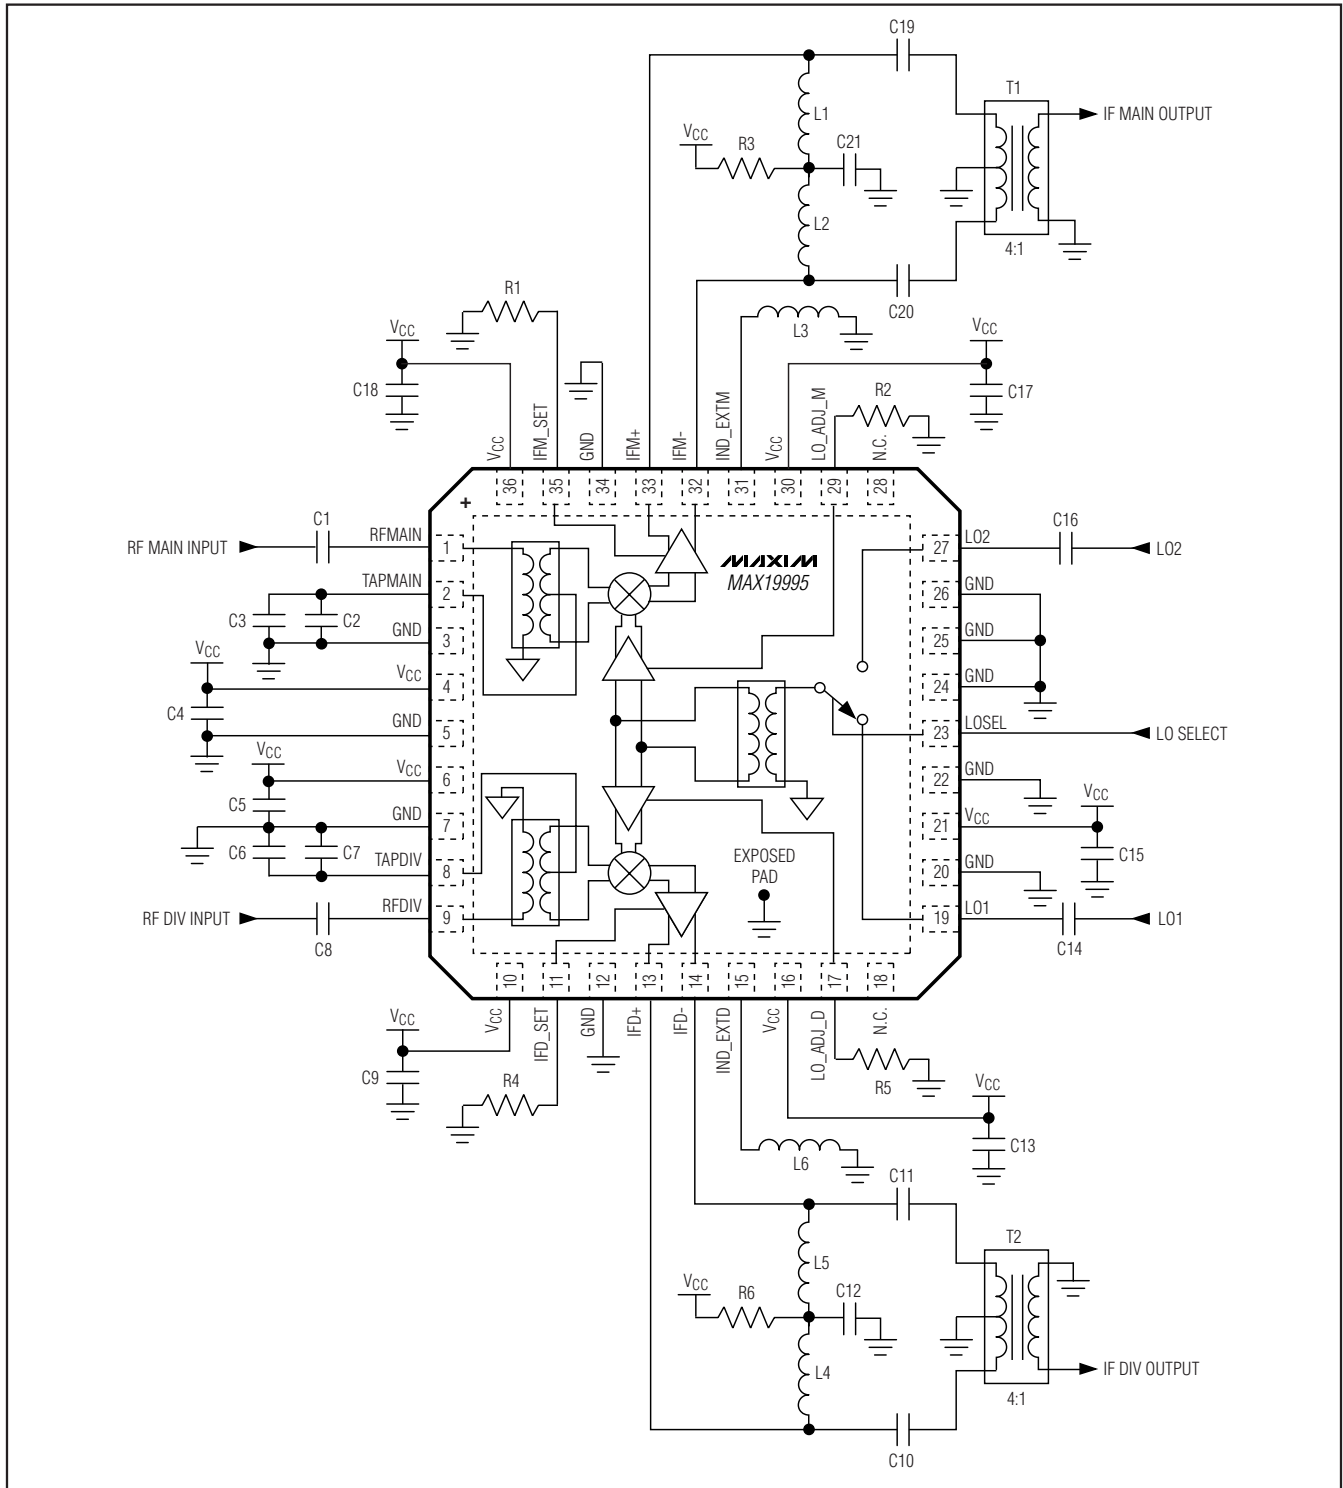 C19
T1
IF MAIN OUTPUT
L1
VCC
R3
C21
L2
4:1
C20
R1
L3
VCC
C18
VCC
C17
R2
VCC
IFM_SET
GND
IFM+
IFM-
IND_EXTM
VCC
LO_ADJ_M
N.C.
36
35
34
33
32
31
30
29
28
+
MAXIM
MAX19995
RF MAIN INPUT
C1
RFMAIN
1
TAPMAIN
2
C3
C2
GND
3
VCC
VCC
4
C4
GND
5
VCC
VCC
6
C5
GND
7
C6
C7
TAPDIV
8
RF DIV INPUT
C8
RFDIV
9
27
LO2
C16
LO2
26
GND
25
GND
24
GND
23
LOSEL
LO SELECT
22
GND
VCC
21
VCC
C15
20
GND
19
LO1
C14
LO1
EXPOSED
PAD
10
11
12
13
14
15
16
17
18
VCC
IFD_SET
GND
IFD+
IFD-
IND_EXTD
VCC
LO_ADJ_D
N.C.
VCC
C9
R4
R5
VCC
C13
L6
C11
T2
L5
VCC
R6
C12
L4
IF DIV OUTPUT
4:1
C10